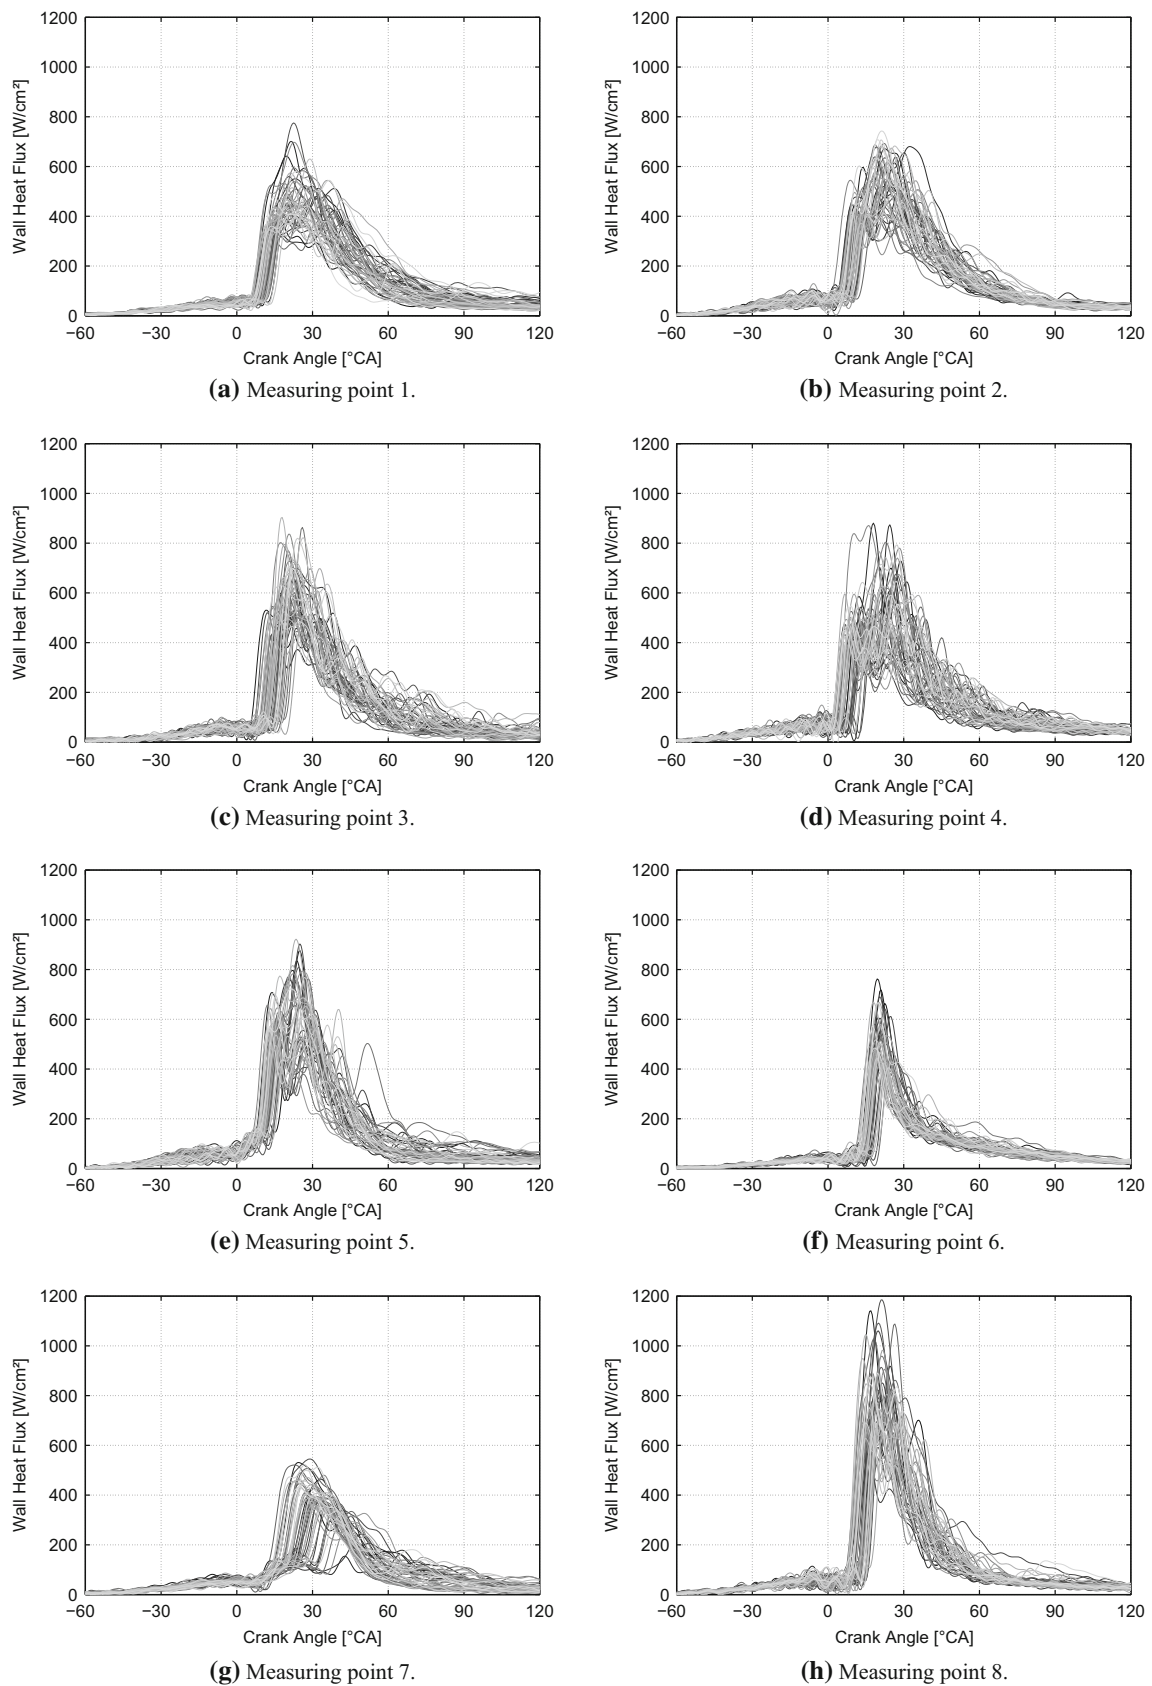 1200
1000
800
600
400
200
0
Wall Heat Flux [W/cm²]
−60 −30 0 30 60 90 120
Crank Angle [°CA]
(a) Measuring point 1.
1200
1000
800
600
400
200
0
Wall Heat Flux [W/cm²]
−60 −30 0 30 60 90 120
Crank Angle [°CA]
(b) Measuring point 2.
1200
1000
800
600
400
200
0
Wall Heat Flux [W/cm²]
−60 −30 0 30 60 90 120
Crank Angle [°CA]
(c) Measuring point 3.
1200
1000
800
600
400
200
0
Wall Heat Flux [W/cm²]
−60 −30 0 30 60 90 120
Crank Angle [°CA]
(d) Measuring point 4.
1200
1000
800
600
400
200
0
Wall Heat Flux [W/cm²]
−60 −30 0 30 60 90 120
Crank Angle [°CA]
(e) Measuring point 5.
1200
1000
800
600
400
200
0
Wall Heat Flux [W/cm²]
−60 −30 0 30 60 90 120
Crank Angle [°CA]
(f) Measuring point 6.
1200
1000
800
600
400
200
0
Wall Heat Flux [W/cm²]
−60 −30 0 30 60 90 120
Crank Angle [°CA]
(g) Measuring point 7.
1200
1000
800
600
400
200
0
Wall Heat Flux [W/cm²]
−60 −30 0 30 60 90 120
Crank Angle [°CA]
(h) Measuring point 8.